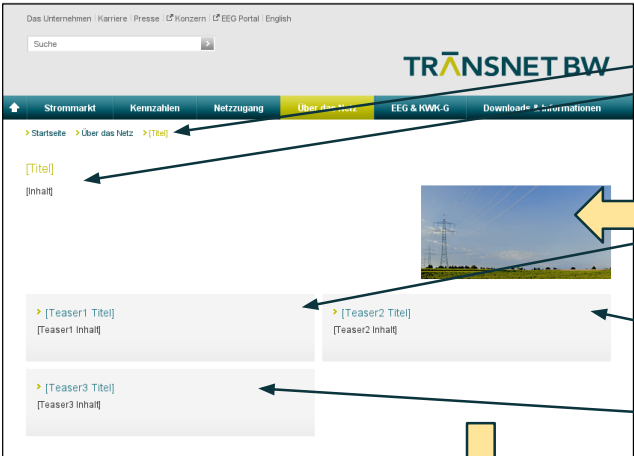 Das Unternehmen | Karriere | Presse | Konzern | EEG Portal | English
Suche
TRANSNET BW
Strommarkt Kennzahlen Netzzugang Über das Netz EEG & KWK-G Downloads & Informationen
Startseite Über das Netz [Titel]
[Titel]
[Inhalt]
[Teaser1 Titel] [Teaser2 Titel]
[Teaser1 Inhalt] [Teaser2 Inhalt]
[Teaser3 Titel]
[Teaser3 Inhalt]